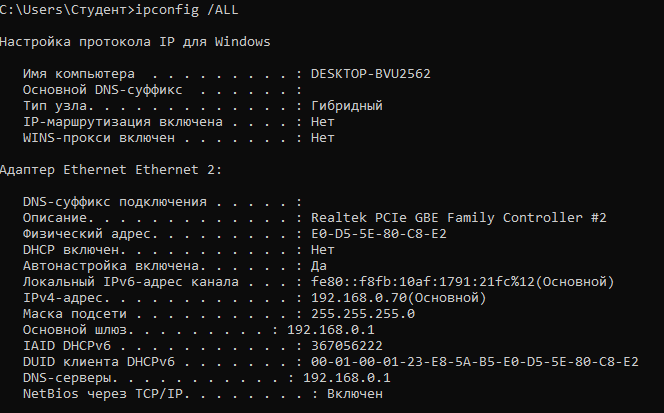 C:\Users\Студент>ipconfig /ALL
Настройка протокола IP для Windows
Имя компьютера . . . . . . . . . : DESKTOP-BVU2562
Основной DNS-суффикс . . . . . . :
Тип узла. . . . . . . . . . . . . : Гибридный
IP-маршрутизация включена . . . . : Нет
WINS-прокси включен . . . . . . . : Нет
Адаптер Ethernet Ethernet 2:
DNS-суффикс подключения . . . . . :
Описание. . . . . . . . . . . . . : Realtek PCIe GBE Family Controller #2
Физический адрес. . . . . . . . . : E0-D5-5E-80-C8-E2
DHCP включен. . . . . . . . . . . : Нет
Автонастройка включена. . . . . . : Да
Локальный IPv6-адрес канала . . . : fe80::f8fb:10af:1791:21fc%12(Основной)
IPv4-адрес. . . . . . . . . . . . : 192.168.0.70(Основной)
Маска подсети . . . . . . . . . . : 255.255.255.0
Основной шлюз. . . . . . . . . : 192.168.0.1
IAID DHCPv6 . . . . . . . . . . . : 367056222
DUID клиента DHCPv6 . . . . . . . : 00-01-00-01-23-E8-5A-B5-E0-D5-5E-80-C8-E2
DNS-серверы. . . . . . . . . . . : 192.168.0.1
NetBios через TCP/IP. . . . . . . . : Включен